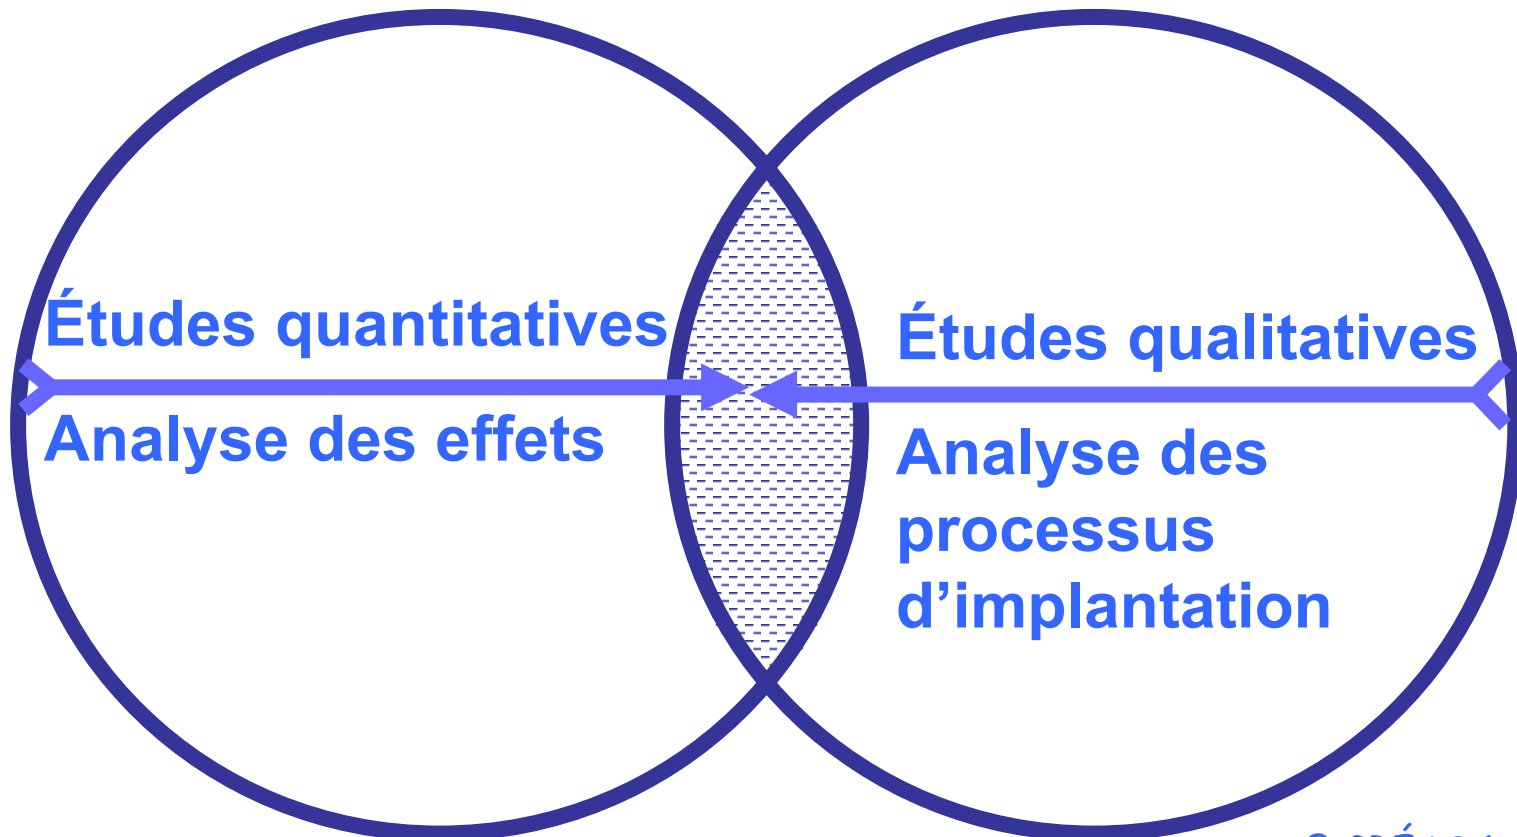 Études quantitatives
Analyse des effets
Études qualitatives
Analyse des
processus
d’implantation